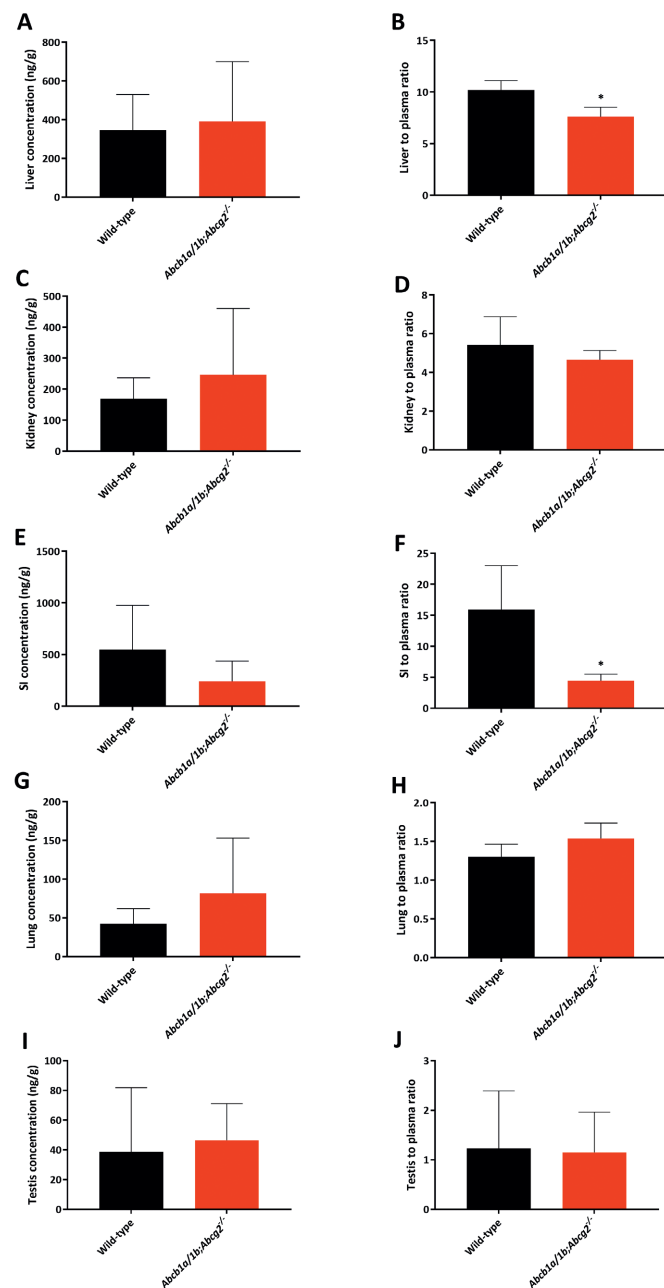 A
Liver concentration (ng/g)
800
600
400
200
0
Wild-type
Abcb1a/1b;Abcg2-/-
B
Liver to plasma ratio
15
10
5
0
*
Wild-type
Abcb1a/1b;Abcg2-/-
C
Kidney concentration (ng/g)
500
400
300
200
100
0
Wild-type
Abcb1a/1b;Abcg2-/-
D
Kidney to plasma ratio
8
6
4
2
0
Wild-type
Abcb1a/1b;Abcg2-/-
E
SI concentration (ng/g)
1500
1000
500
0
Wild-type
Abcb1a/1b;Abcg2-/-
F
SI to plasma ratio
25
20
15
10
5
0
*
Wild-type
Abcb1a/1b;Abcg2-/-
G
Lung concentration (ng/g)
200
150
100
50
0
Wild-type
Abcb1a/1b;Abcg2-/-
H
Lung to plasma ratio
2.0
1.5
1.0
0.5
0.0
Wild-type
Abcb1a/1b;Abcg2-/-
I
Testis concentration (ng/g)
100
80
60
40
20
0
Wild-type
Abcb1a/1b;Abcg2-/-
J
Testis to plasma ratio
3
2
1
0
Wild-type
Abcb1a/1b;Abcg2-/-